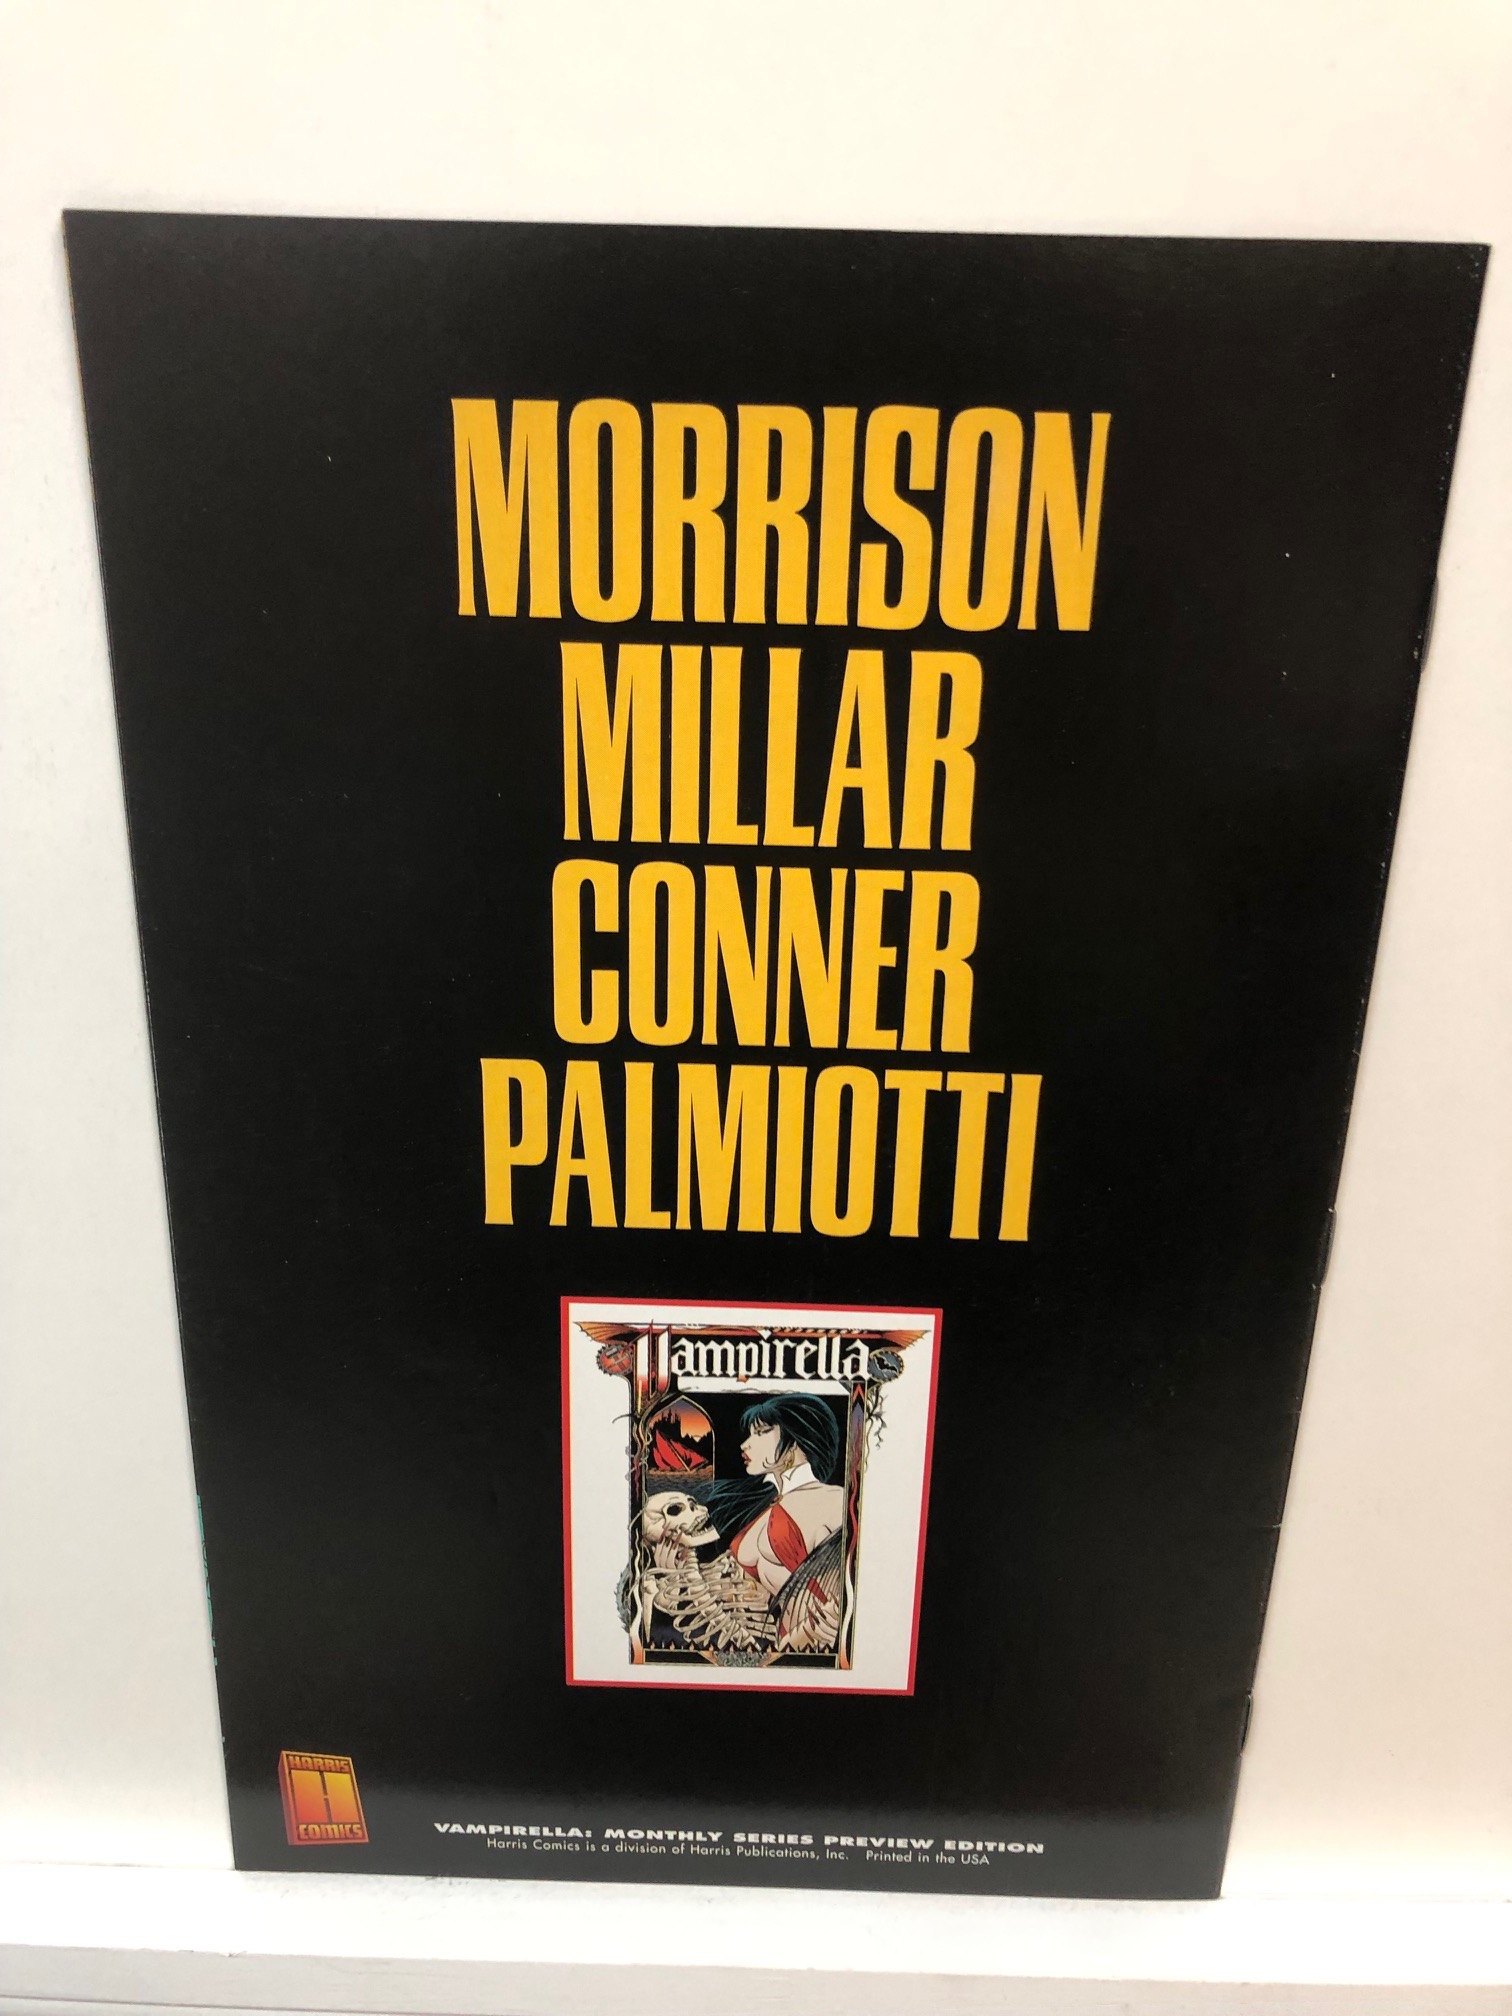 MORRISON
MILLAR
CONNER
PALMIOTTI
Vampirella
HARRIS
H
COMICS
VAMPIRELLA: MONTHLY SERIES PREVIEW EDITION
Harris Comics is a division of Harris Publications, Inc. Printed in the USA